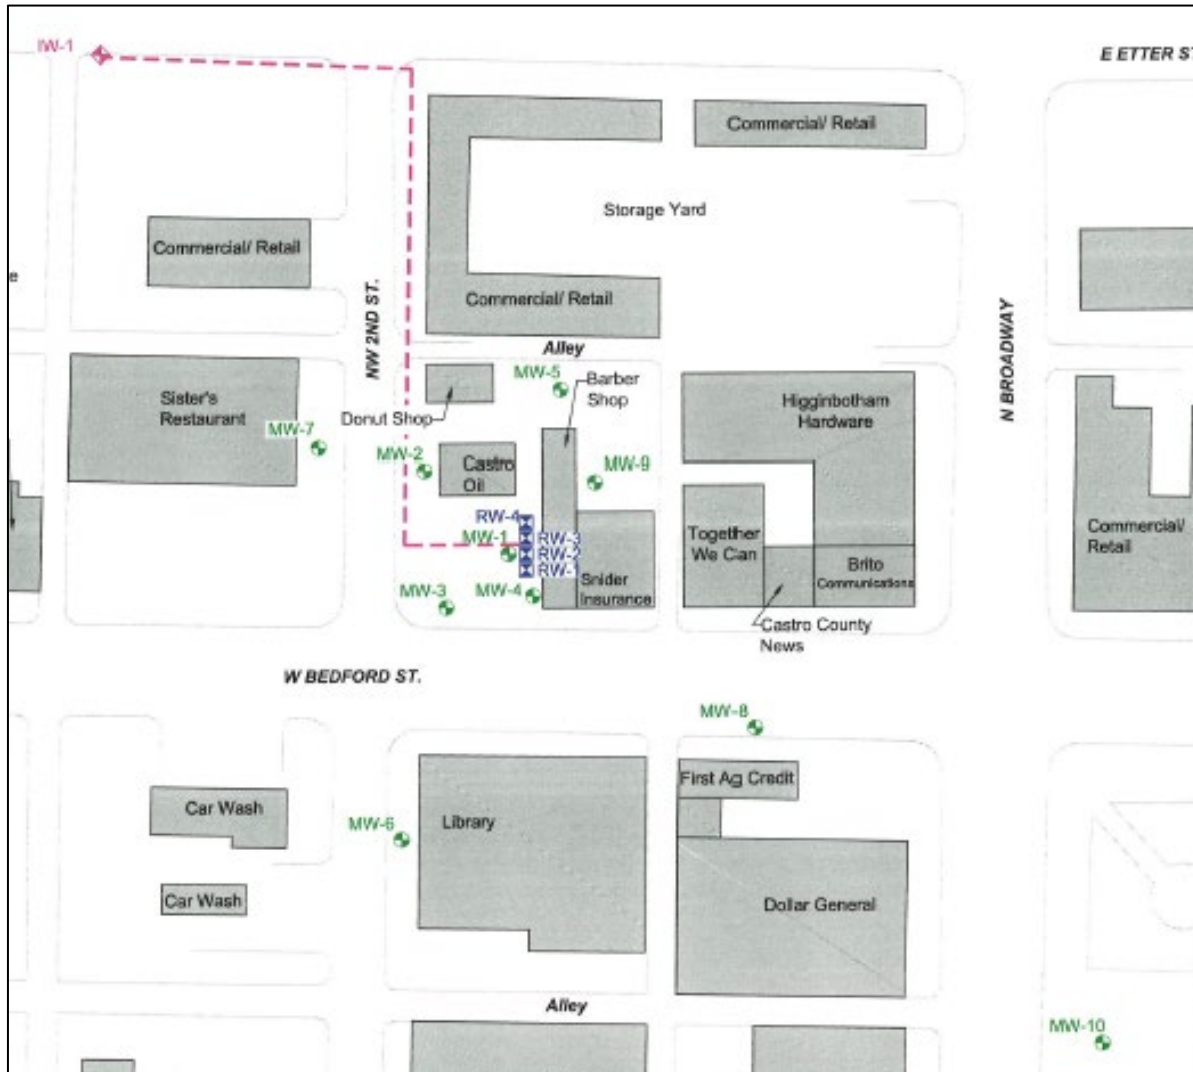 IW-1
E ETTER ST
Commercial/ Retail
Storage Yard
Commercial/ Retail
e
NW 2ND ST.
Commercial/ Retail
N BROADWAY
Alley
MW-5
Barber
Shop
Sister's
Restaurant
Donut Shop
Higginbotham
Hardware
MW-7
MW-2
Castro
Oil
MW-9
RW-4
MW-1
RW-3
RW-2
RW-1
Together
We Can
Commercial/
Retail
Brito
Communications
MW-3
MW-4
Snider
Insurance
Castro County
News
W BEDFORD ST.
MW-8
First Ag Credit
Car Wash
MW-6
Library
Car Wash
Dollar General
Alley
MW-10